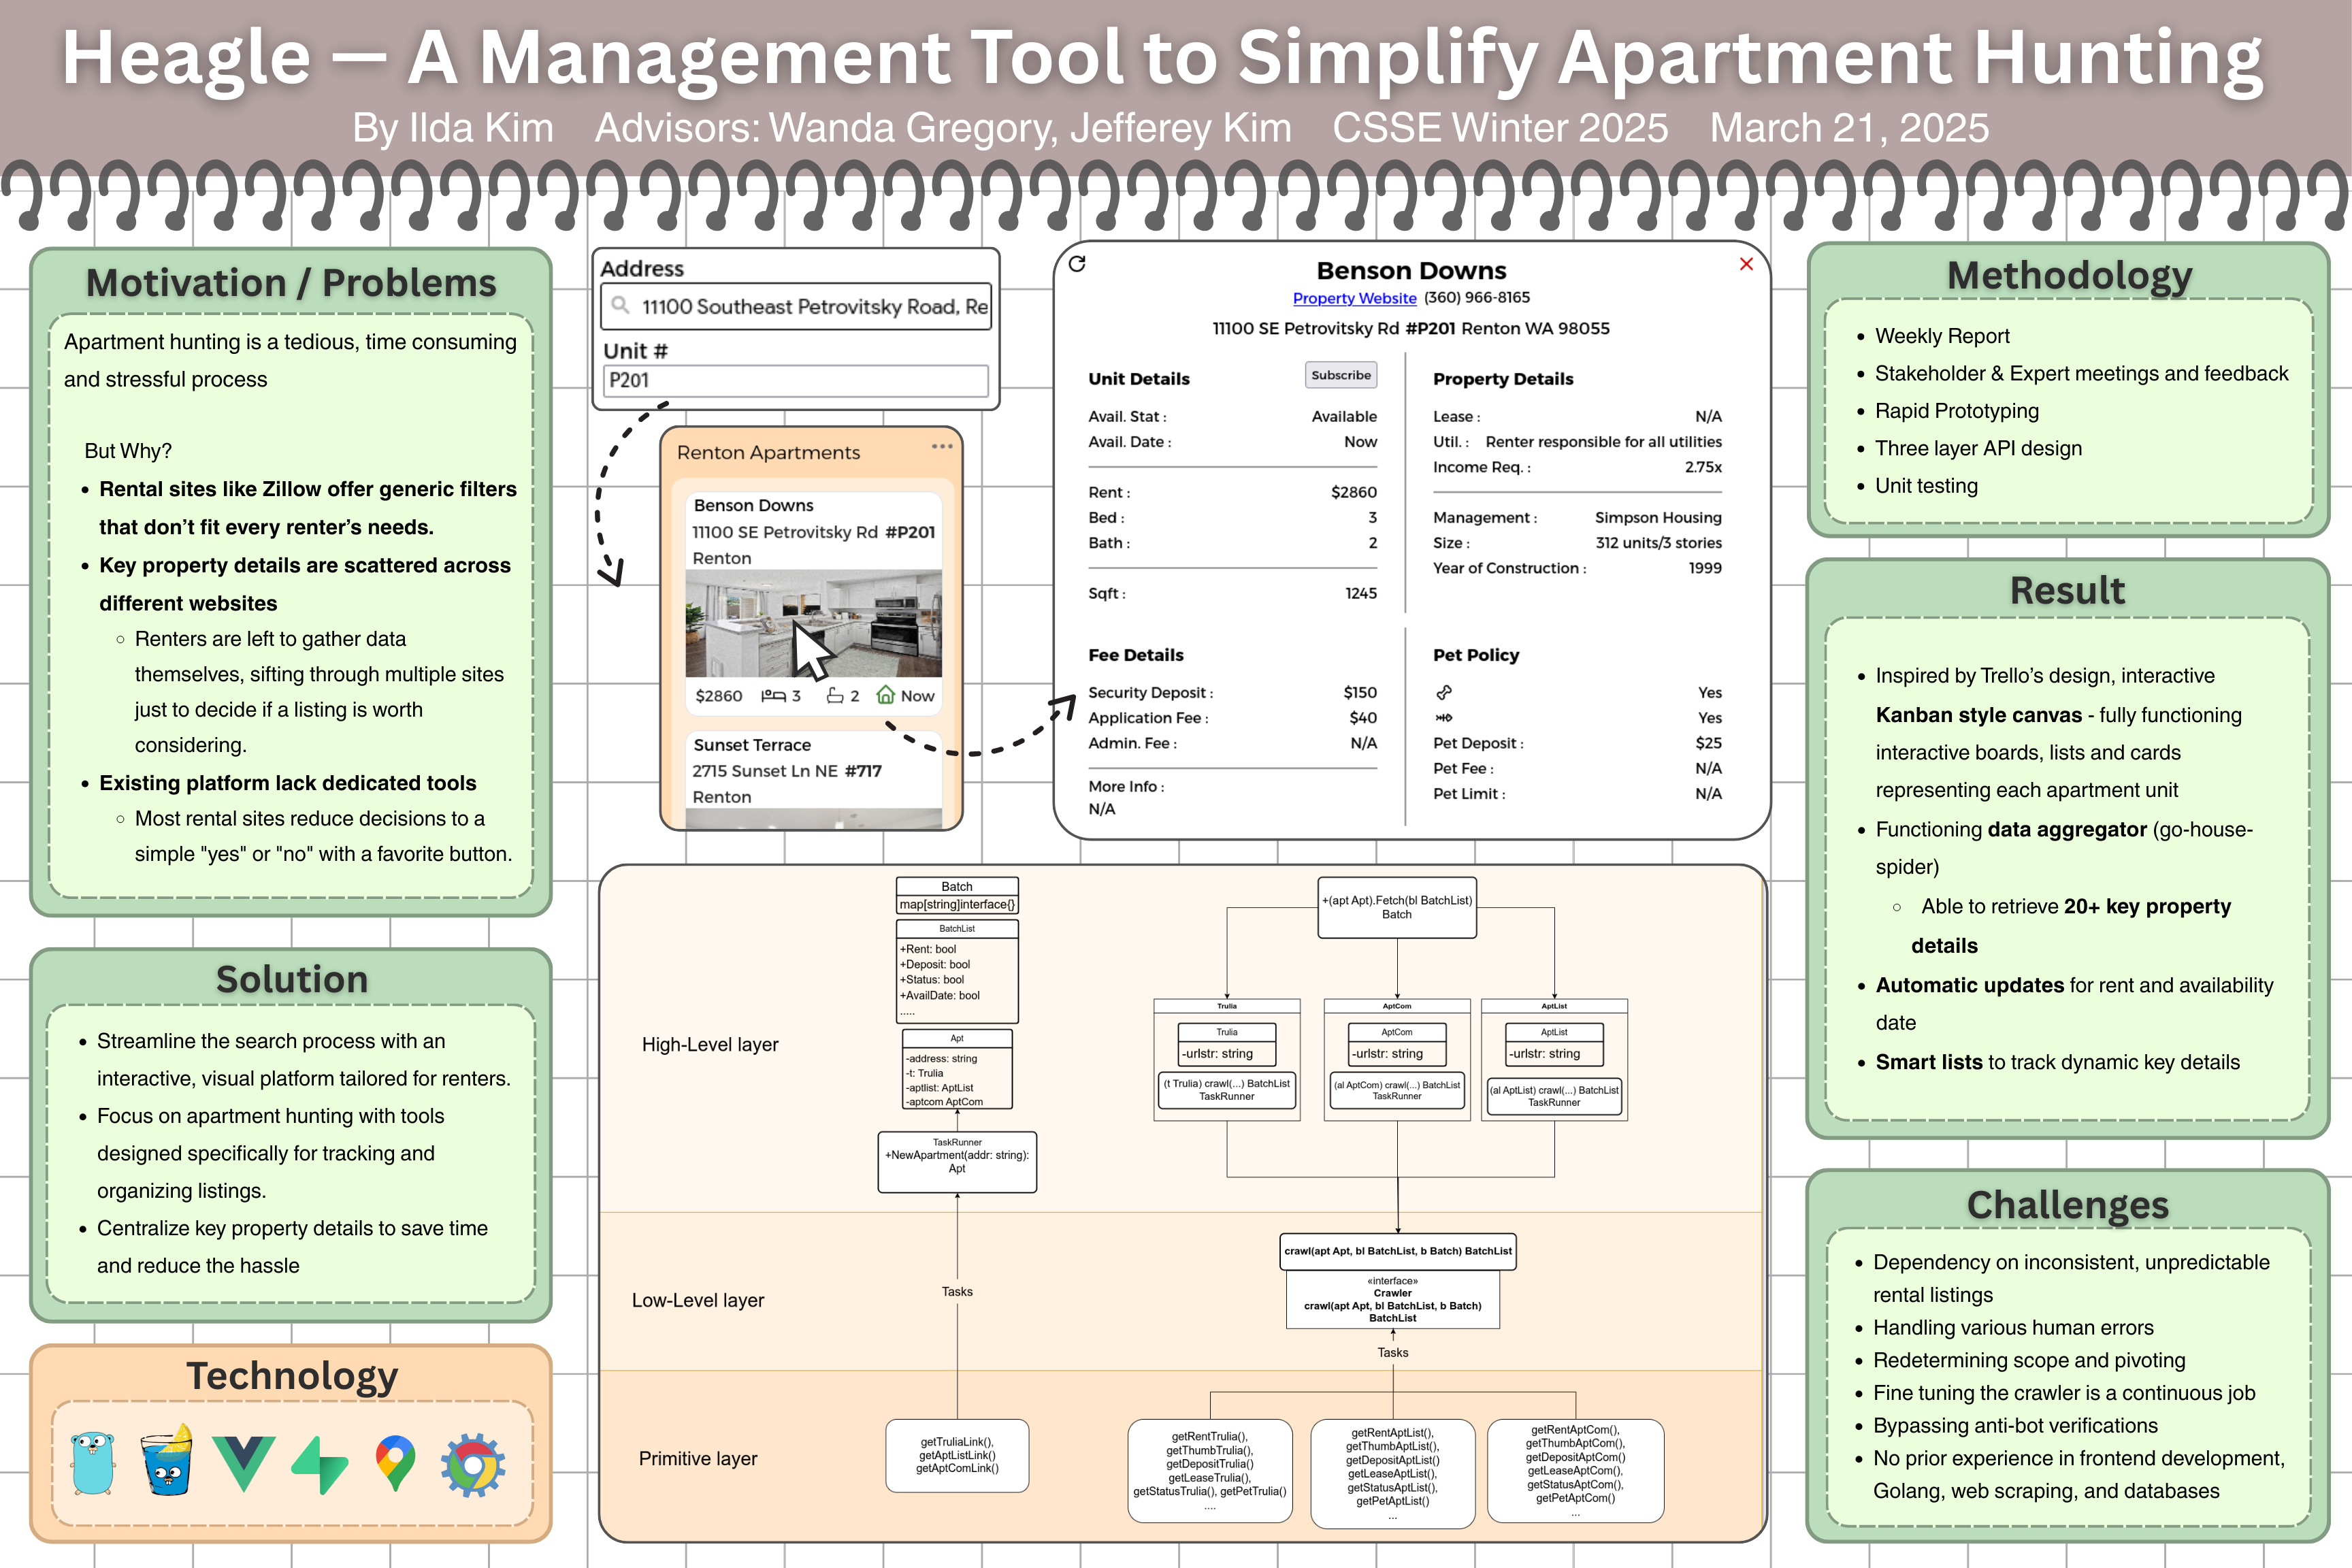 Heagle — A Management Tool to Simplify Apartment Hunting
By Ilda Kim Advisors: Wanda Gregory, Jefferey Kim CSSE Winter 2025 March 21, 2025
Motivation / Problems
Apartment hunting is a tedious, time consuming
and stressful process
But Why?
• Rental sites like Zillow offer generic filters
that don't fit every renter's needs.
• Key property details are scattered across
different websites
◦ Renters are left to gather data
themselves, sifting through multiple sites
just to decide if a listing is worth
considering.
• Existing platform lack dedicated tools
◦ Most rental sites reduce decisions to a
simple "yes" or "no" with a favorite button.
Solution
• Streamline the search process with an
interactive, visual platform tailored for renters.
• Focus on apartment hunting with tools
designed specifically for tracking and
organizing listings.
• Centralize key property details to save time
and reduce the hassle
Technology
Address
11100 Southeast Petrovitsky Road, Re
Unit #
P201
Renton Apartments
Benson Downs
11100 SE Petrovitsky Rd #P201
Renton
$2860 3 2 Now
Sunset Terrace
2715 Sunset Ln NE #717
Renton
Benson Downs
Property Website (360) 966-8165
11100 SE Petrovitsky Rd #P201 Renton WA 98055
Unit Details Subscribe
Avail. Stat : Available
Avail. Date : Now
Rent : $2860
Bed : 3
Bath : 2
Sqft : 1245
Property Details
Lease : N/A
Util. : Renter responsible for all utilities
Income Req. : 2.75x
Management : Simpson Housing
Size : 312 units/3 stories
Year of Construction : 1999
Fee Details
Security Deposit : $150
Application Fee : $40
Admin. Fee : N/A
More Info :
N/A
Pet Policy
Yes
Yes
Pet Deposit : $25
Pet Fee : N/A
Pet Limit : N/A
High-Level layer
Batch
map[string]interface{}
BatchList
+Rent: bool
+Deposit: bool
+Status: bool
+AvailDate: bool
.....
Apt
-address: string
-t: Trulia
-aptlist: AptList
-aptcom AptCom
TaskRunner
+NewApartment(addr: string):
Apt
+(apt Apt).Fetch(bl BatchList)
Batch
Trulia
Trulia
-urlstr: string
(t Trulia) crawl(...) BatchList
TaskRunner
AptCom
AptCom
-urlstr: string
(al AptCom) crawl(...) BatchList
TaskRunner
AptList
AptList
-urlstr: string
(al AptList) crawl(...) BatchList
TaskRunner
Low-Level layer
Tasks
crawl(apt Apt, bl BatchList, b Batch) BatchList
«interface»
Crawler
crawl(apt Apt, bl BatchList, b Batch)
BatchList
Tasks
Primitive layer
getTruliaLink(),
getAptListLink()
getAptComLink()
getRentTrulia(),
getThumbTrulia(),
getDepositTrulia()
getLeaseTrulia(),
getStatusTrulia(), getPetTrulia()
....
getRentAptList(),
getThumbAptList(),
getDepositAptList()
getLeaseAptList(),
getStatusAptList(),
getPetAptList()
...
getRentAptCom(),
getThumbAptCom(),
getDepositAptCom()
getLeaseAptCom(),
getStatusAptCom(),
getPetAptCom()
...
Methodology
• Weekly Report
• Stakeholder & Expert meetings and feedback
• Rapid Prototyping
• Three layer API design
• Unit testing
Result
• Inspired by Trello's design, interactive
Kanban style canvas - fully functioning
interactive boards, lists and cards
representing each apartment unit
• Functioning data aggregator (go-house-
spider)
◦ Able to retrieve 20+ key property
details
• Automatic updates for rent and availability
date
• Smart lists to track dynamic key details
Challenges
• Dependency on inconsistent, unpredictable
rental listings
• Handling various human errors
• Redetermining scope and pivoting
• Fine tuning the crawler is a continuous job
• Bypassing anti-bot verifications
• No prior experience in frontend development,
Golang, web scraping, and databases